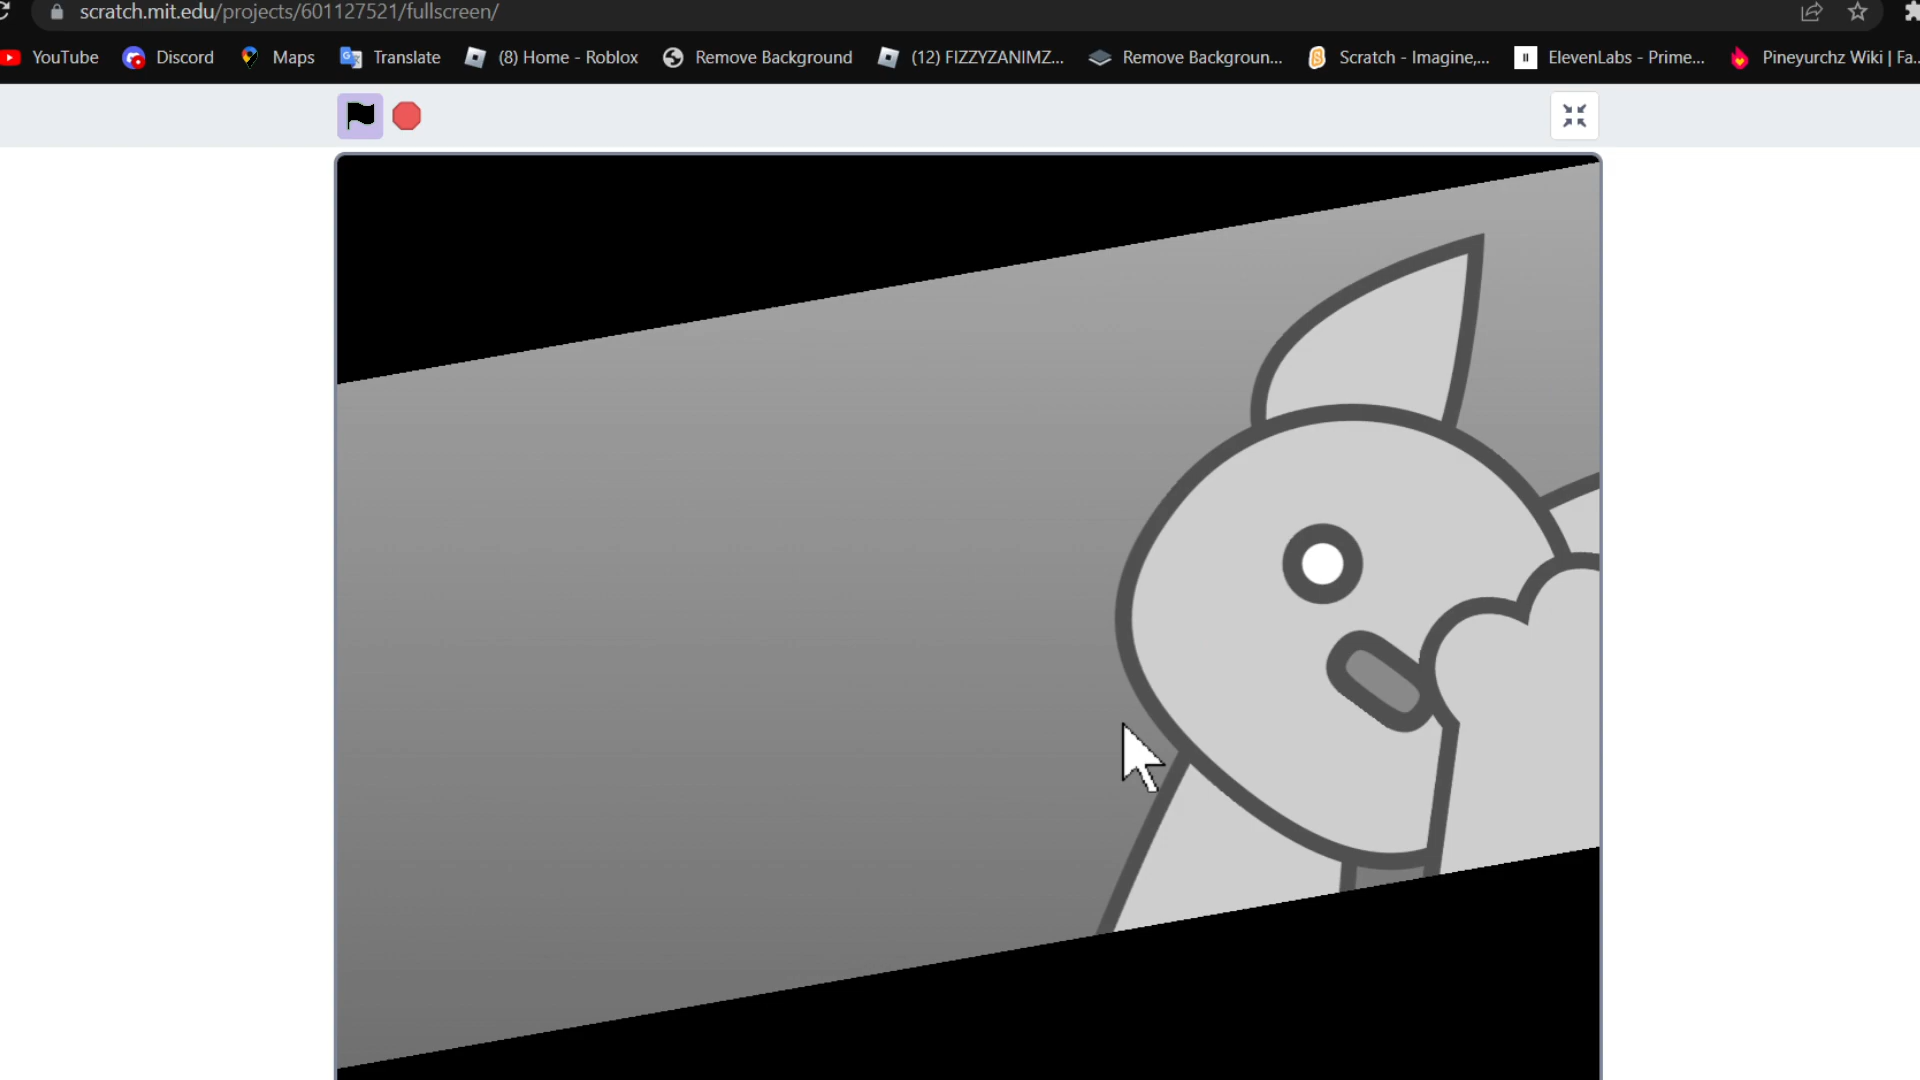 scratch.mit.edu/projects/601127521/fullscreen/
YouTube Discord Maps Translate (8) Home - Roblox Remove Background (12) FIZZYZANIMZ... Remove Backgroun... Scratch - Imagine,... ElevenLabs - Prime... Pineyurchz Wiki | Fa...